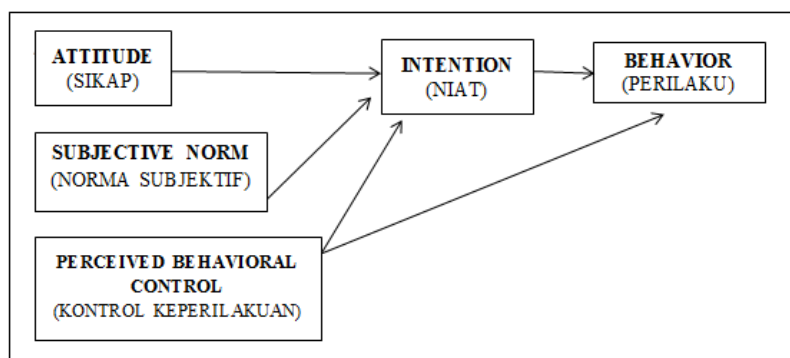 ATTITUDE
(SIKAP)
INTENTION
(NIAT)
BEHAVIOR
(PERILAKU)
SUBJECTIVE NORM
(NORMA SUBJEKTIF)
PERCEIVED BEHAVIORAL
CONTROL
(KONTROL KEPERILAKUAN)